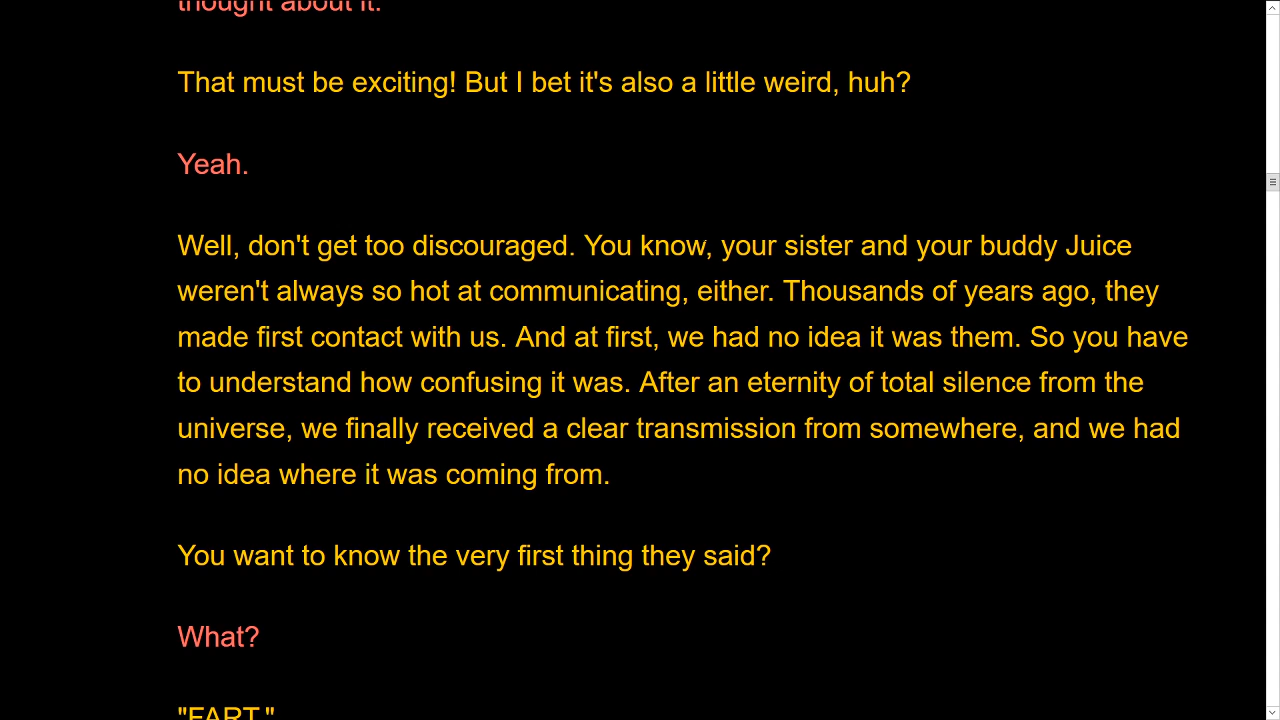 thought about it.
That must be exciting! But I bet it's also a little weird, huh?
Yeah.
Well, don't get too discouraged. You know, your sister and your buddy Juice
weren't always so hot at communicating, either. Thousands of years ago, they
made first contact with us. And at first, we had no idea it was them. So you have
to understand how confusing it was. After an eternity of total silence from the
universe, we finally received a clear transmission from somewhere, and we had
no idea where it was coming from.
You want to know the very first thing they said?
What?
"FART."